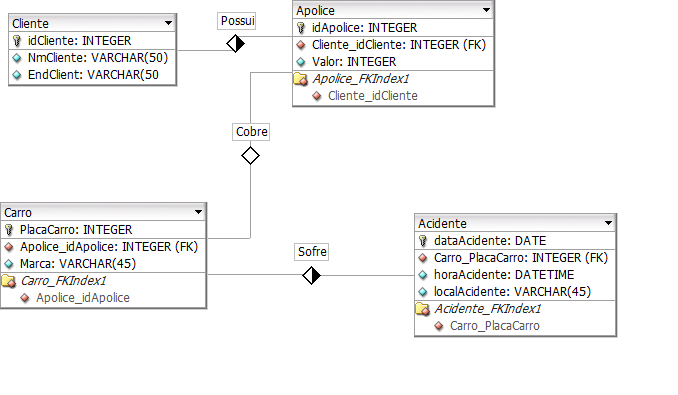 Cliente
idCliente: INTEGER
NmCliente: VARCHAR(50)
EndClient: VARCHAR(50
Possui
Apolice
idApolice: INTEGER
Cliente_idCliente: INTEGER (FK)
Valor: INTEGER
Apolice_FKIndex1
Cliente_idCliente
Cobre
Carro
PlacaCarro: INTEGER
Apolice_idApolice: INTEGER (FK)
Marca: VARCHAR(45)
Carro_FKIndex1
Apolice_idApolice
Sofre
Acidente
dataAcidente: DATE
Carro_PlacaCarro: INTEGER (FK)
horaAcidente: DATETIME
localAcidente: VARCHAR(45)
Acidente_FKIndex1
Carro_PlacaCarro